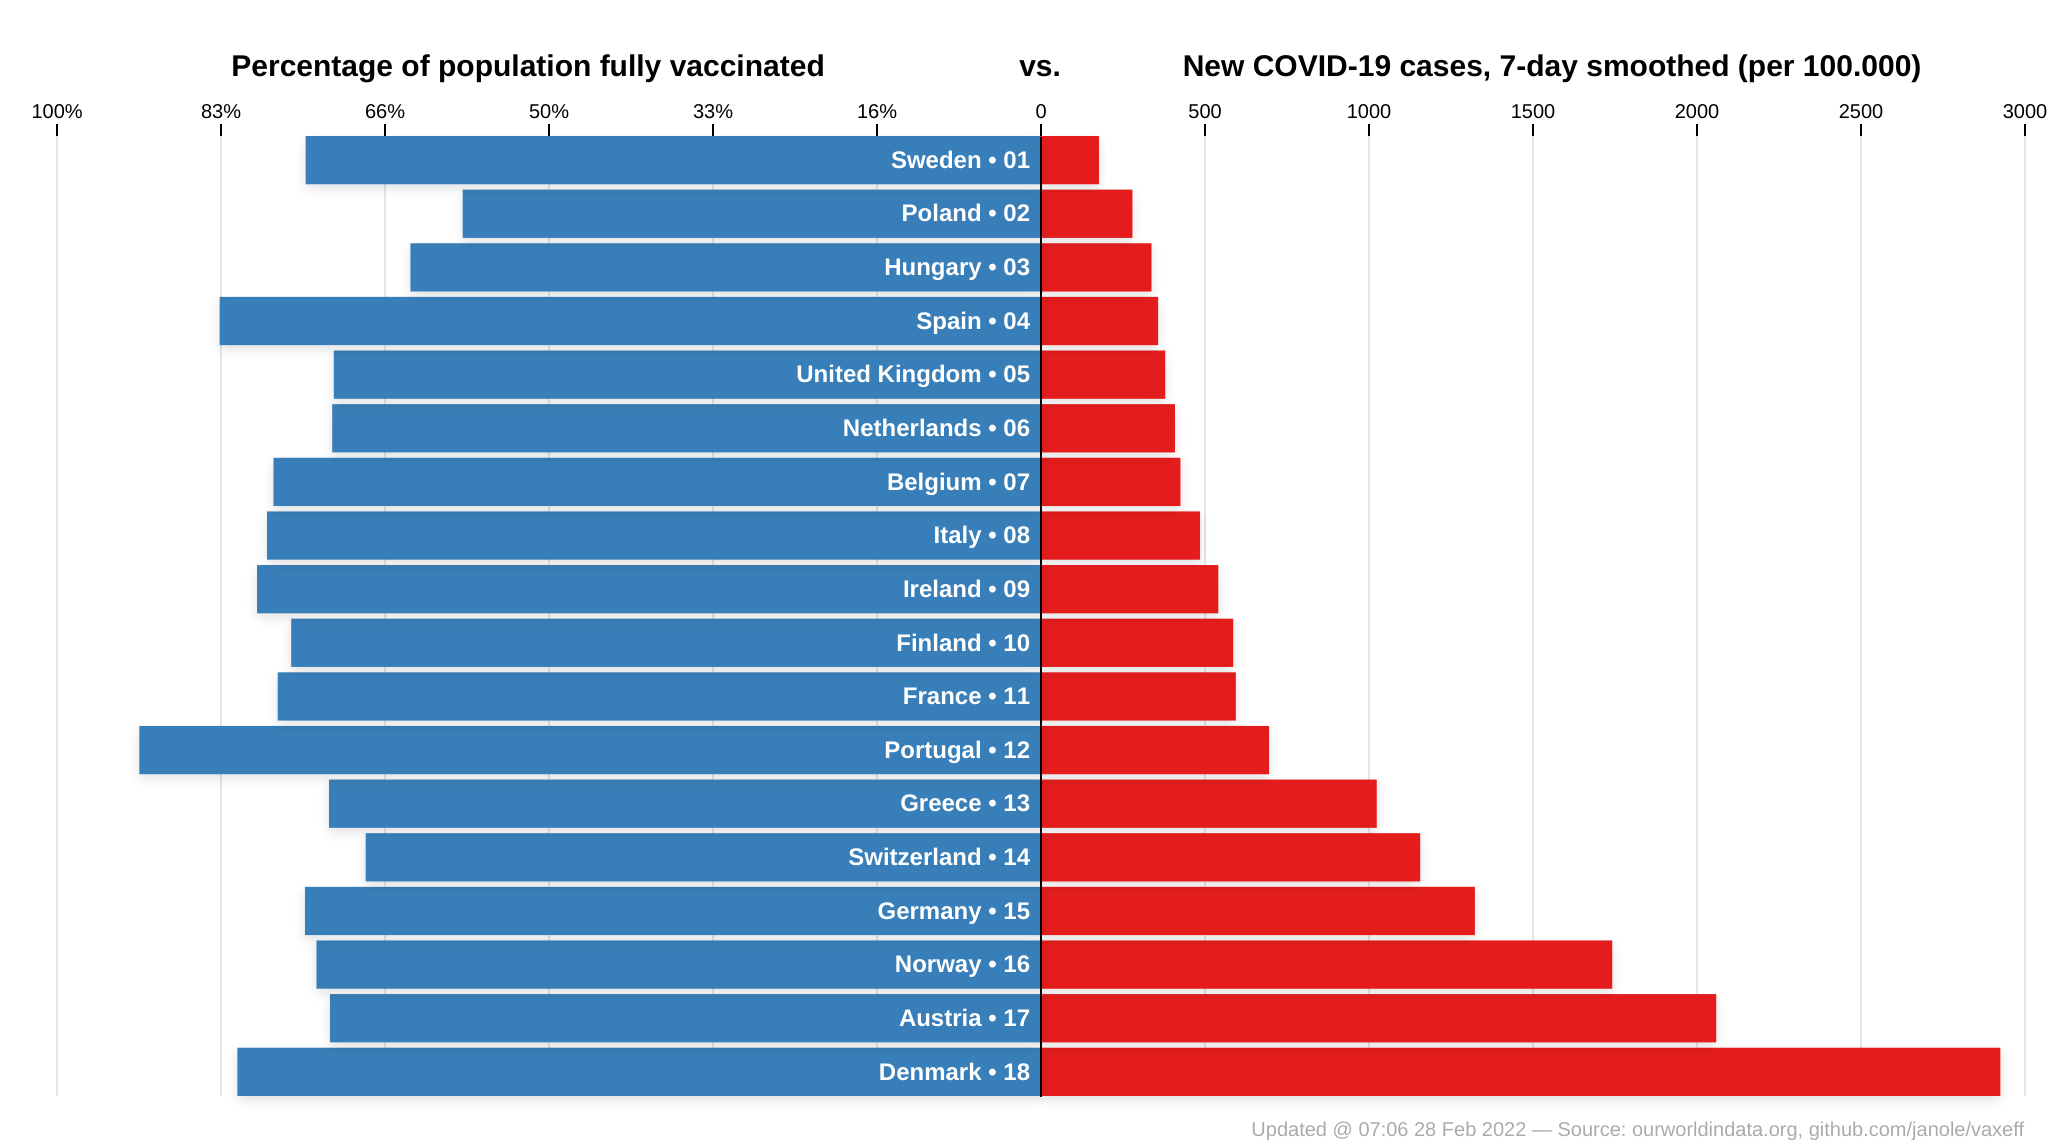 Percentage of population fully vaccinated vs. New COVID-19 cases, 7-day smoothed (per 100.000)
100% 83% 66% 50% 33% 16% 0 500 1000 1500 2000 2500 3000
Sweden • 01
Poland • 02
Hungary • 03
Spain • 04
United Kingdom • 05
Netherlands • 06
Belgium • 07
Italy • 08
Ireland • 09
Finland • 10
France • 11
Portugal • 12
Greece • 13
Switzerland • 14
Germany • 15
Norway • 16
Austria • 17
Denmark • 18
Updated @ 07:06 28 Feb 2022 — Source: ourworldindata.org, github.com/janole/vaxeff